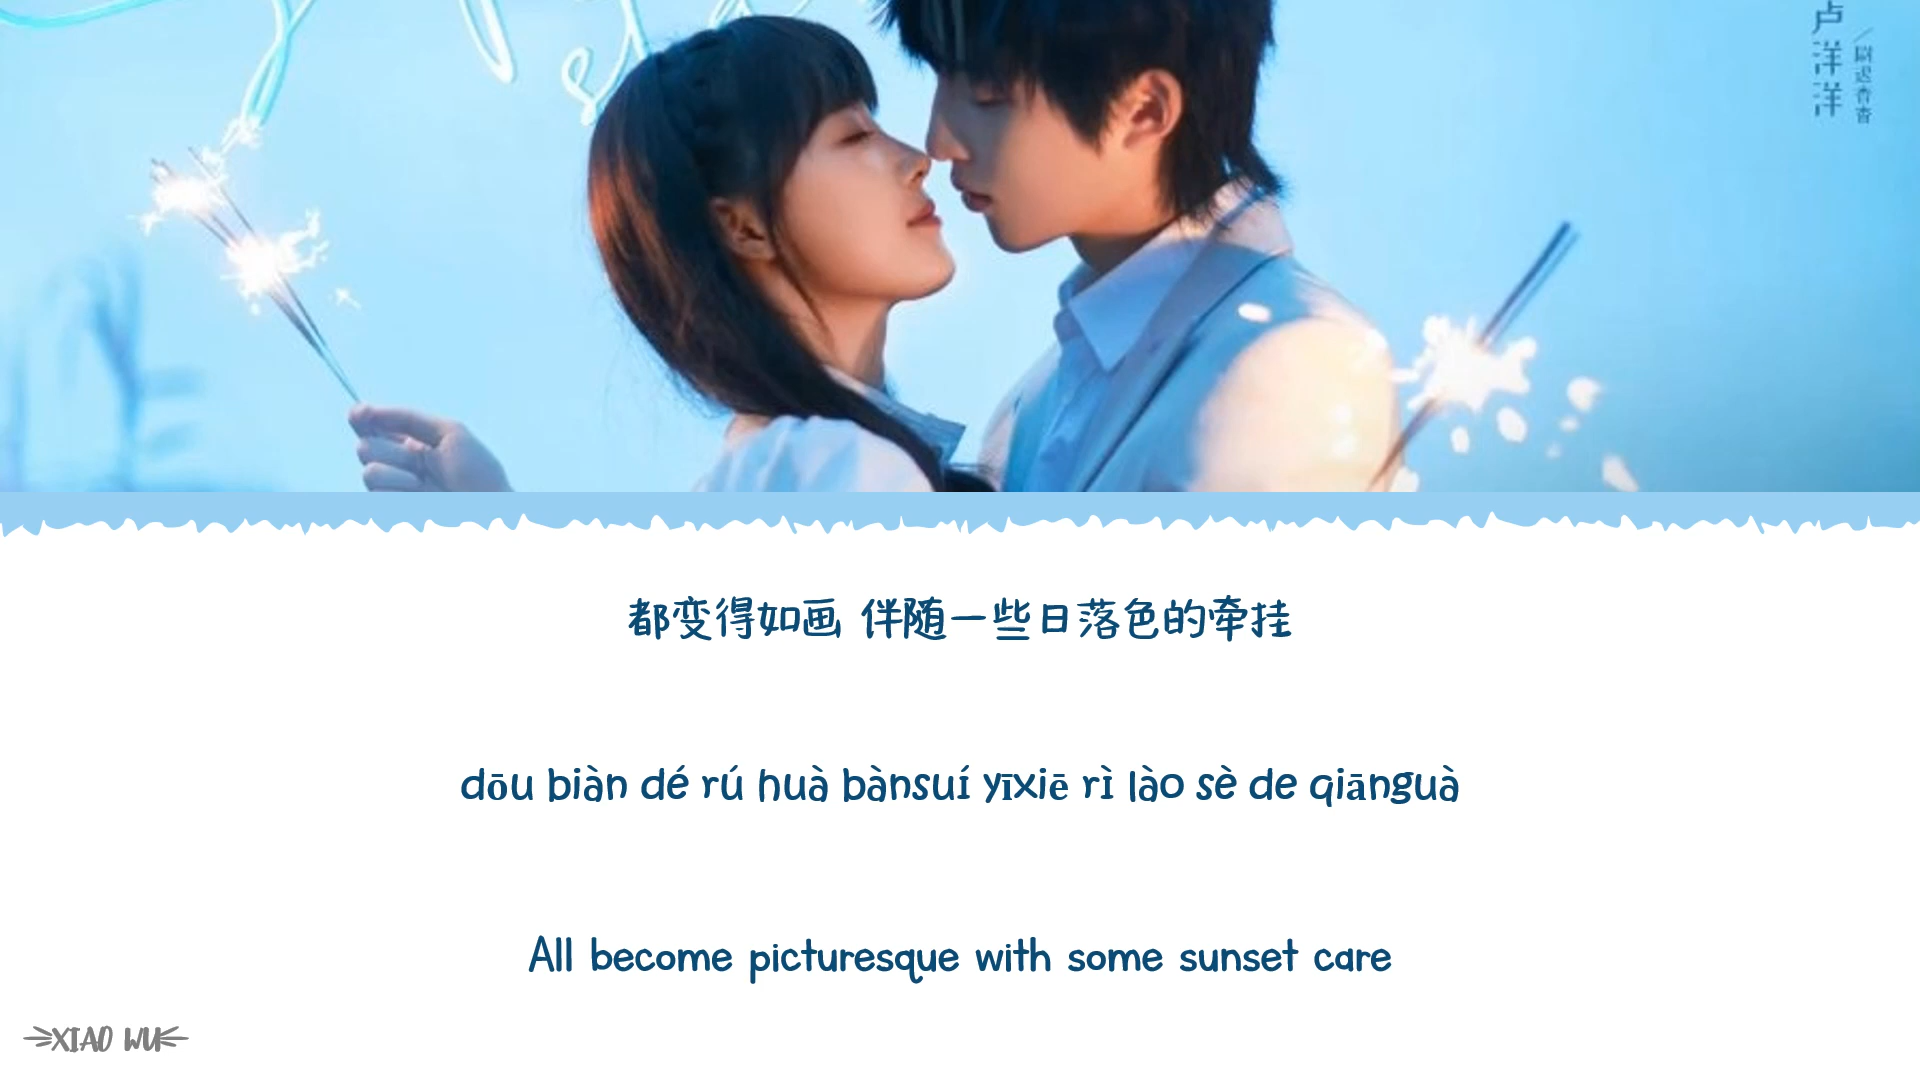 卢洋洋
都变得如画 伴随一些日落色的牵挂
dōu biàn dé rú huà bànsuí yīxiē rì lào sè de qiānguà
All become picturesque with some sunset care
XIAO WU